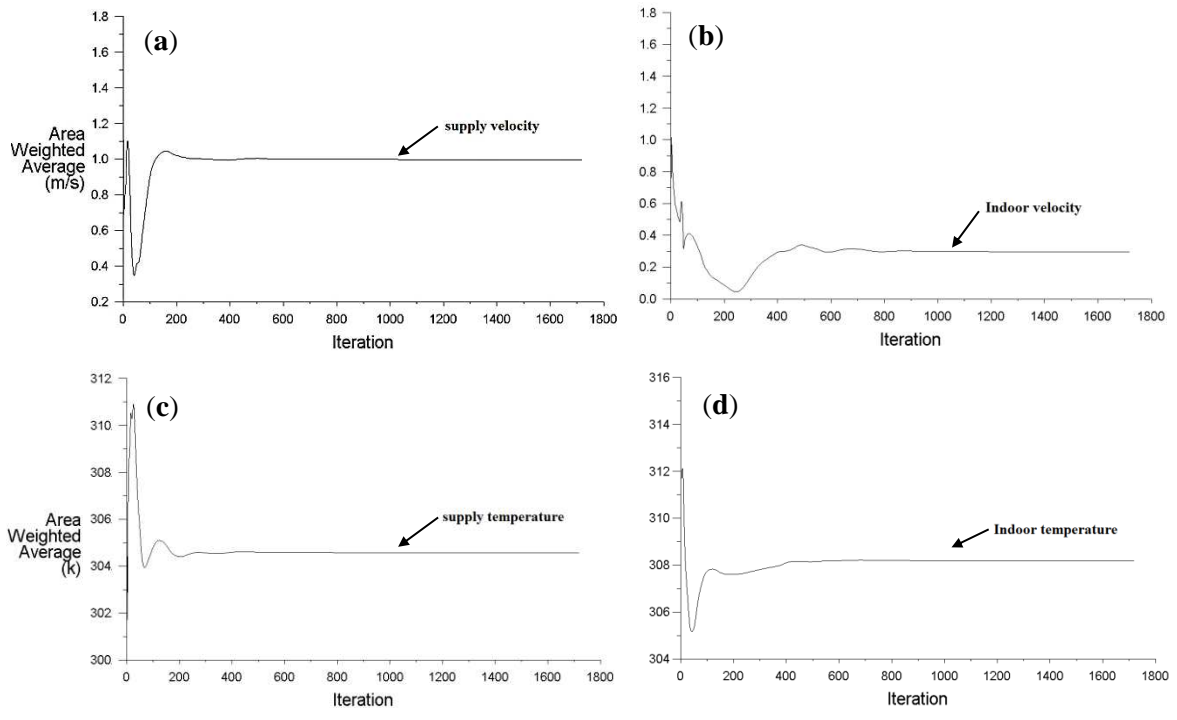 (a)
1.8
1.6
1.4
1.2
1.0
0.8
0.6
0.4
0.2
Area
Weighted
Average
(m/s)
supply velocity
0 200 400 600 800 1000 1200 1400 1600 1800
Iteration
(b)
1.8
1.6
1.4
1.2
1.0
0.8
0.6
0.4
0.2
0.0
Indoor velocity
0 200 400 600 800 1000 1200 1400 1600 1800
Iteration
(c)
312
310
308
306
304
302
300
Area
Weighted
Average
(k)
supply temperature
0 200 400 600 800 1000 1200 1400 1600 1800
Iteration
(d)
316
314
312
310
308
306
304
Indoor temperature
0 200 400 600 800 1000 1200 1400 1600 1800
Iteration